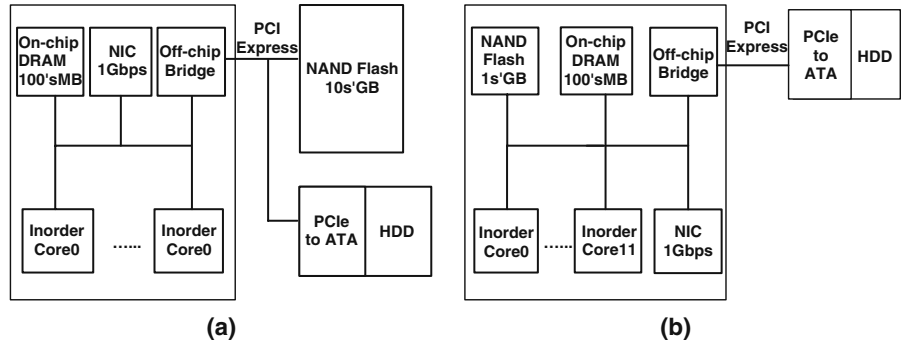 On-chip
DRAM
100'sMB
NIC
1Gbps
Off-chip
Bridge
PCI
Express
NAND Flash
10s'GB
Inorder
Core0
......
Inorder
Core0
PCIe
to ATA
HDD
(a)
NAND
Flash
1s'GB
On-chip
DRAM
100'sMB
Off-chip
Bridge
PCI
Express
PCIe
to ATA
HDD
Inorder
Core0
......
Inorder
Core11
NIC
1Gbps
(b)